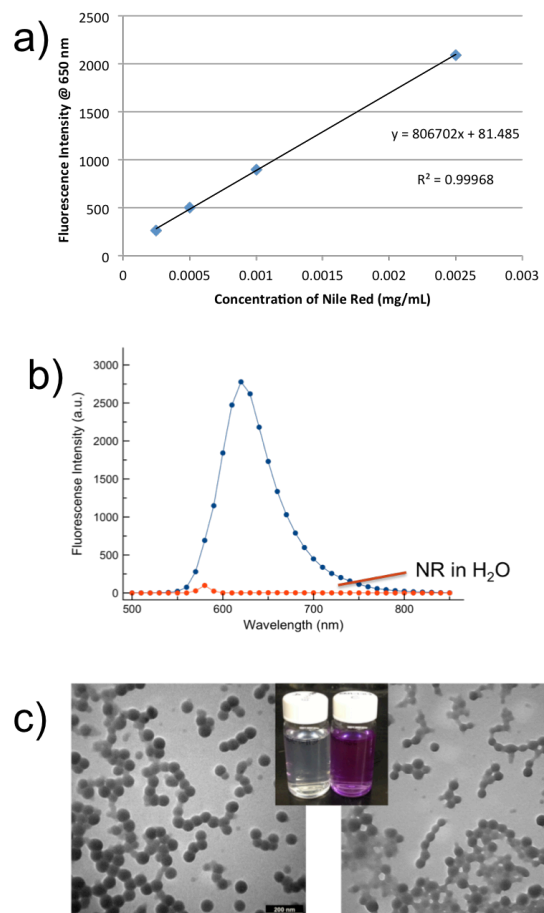 a)
Fluorescence Intensity @ 650 nm
2500
2000
1500
1000
500
0
y = 806702x + 81.485
R² = 0.99968
0 0.0005 0.001 0.0015 0.002 0.0025 0.003
Concentration of Nile Red (mg/mL)
b)
Fluorescense Intensity (a.u.)
3000
2500
2000
1500
1000
500
0
NR in H₂O
500 600 700 800
Wavelength (nm)
c)
200 nm